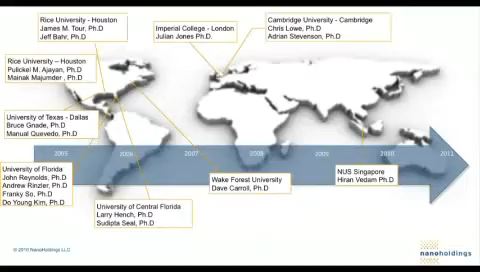 Rice University - Houston
James M. Tour, Ph.D
Jeff Bahr, Ph.D
Imperial College - London
Julian Jones Ph.D.
Cambridge University - Cambridge
Chris Lowe, Ph.D
Adrian Stevenson, Ph.D
Rice University – Houston
Pulickel M. Ajayan, Ph.D
Mainak Majumder , Ph.D
University of Texas - Dallas
Bruce Gnade, Ph.D
Manual Quevedo, Ph.D
2005
2006
2007
2008
2009
2010
2011
University of Florida
John Reynolds, Ph.D
Andrew Rinzler, Ph.D
Franky So, Ph.D
Do Young Kim, Ph.D
University of Central Florida
Larry Hench, Ph.D
Sudipta Seal, Ph.D
Wake Forest University
Dave Carroll, Ph.D
NUS Singapore
Hiran Vedam Ph.D
© 2010 NanoHoldings LLC
nanoholdings